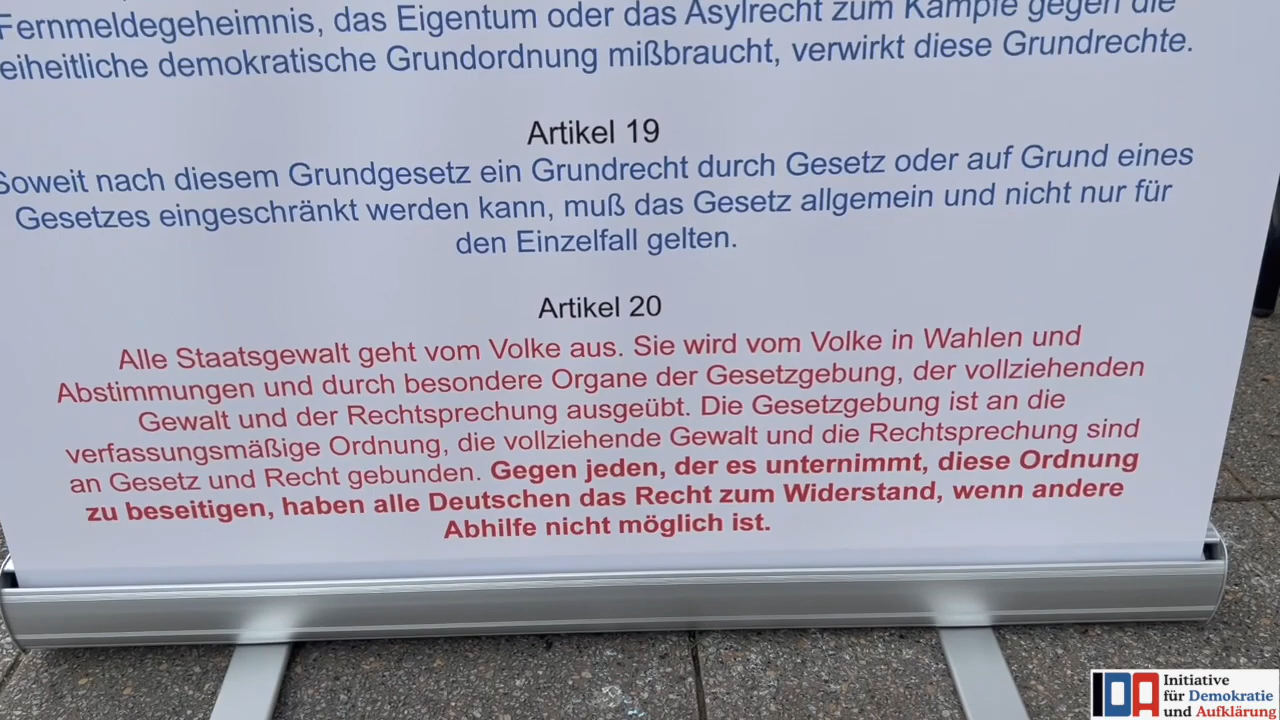 Fernmeldegeheimnis, das Eigentum oder das Asylrecht zum Kampfe gegen die
eiheitliche demokratische Grundordnung mißbraucht, verwirkt diese Grundrechte.
Artikel 19
Soweit nach diesem Grundgesetz ein Grundrecht durch Gesetz oder auf Grund eines
Gesetzes eingeschränkt werden kann, muß das Gesetz allgemein und nicht nur für
den Einzelfall gelten.
Artikel 20
Alle Staatsgewalt geht vom Volke aus. Sie wird vom Volke in Wahlen und
Abstimmungen und durch besondere Organe der Gesetzgebung, der vollziehenden
Gewalt und der Rechtsprechung ausgeübt. Die Gesetzgebung ist an die
verfassungsmäßige Ordnung, die vollziehende Gewalt und die Rechtsprechung sind
an Gesetz und Recht gebunden. Gegen jeden, der es unternimmt, diese Ordnung
zu beseitigen, haben alle Deutschen das Recht zum Widerstand, wenn andere
Abhilfe nicht möglich ist.
IDA Initiative
für Demokratie
und Aufklärung